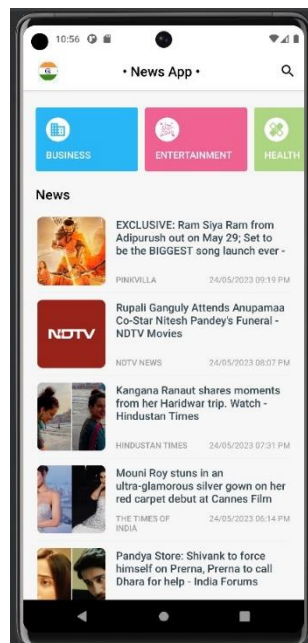 10:56
• News App •
BUSINESS
ENTERTAINMENT
HEALTH
News
EXCLUSIVE: Ram Siya Ram from
Adipurush out on May 29; Set to
be the BIGGEST song launch ever -
PINKVILLA 24/05/2023 09:19 PM
NDTV
Rupali Ganguly Attends Anupamaa
Co-Star Nitesh Pandey's Funeral -
NDTV Movies
NDTV NEWS 24/05/2023 08:07 PM
Kangana Ranaut shares moments
from her Haridwar trip. Watch -
Hindustan Times
HINDUSTAN TIMES 24/05/2023 07:31 PM
Mouni Roy stuns in an
ultra-glamorous silver gown on her
red carpet debut at Cannes Film
THE TIMES OF
INDIA 24/05/2023 06:14 PM
Pandya Store: Shivank to force
himself on Prerna, Prerna to call
Dhara for help - India Forums